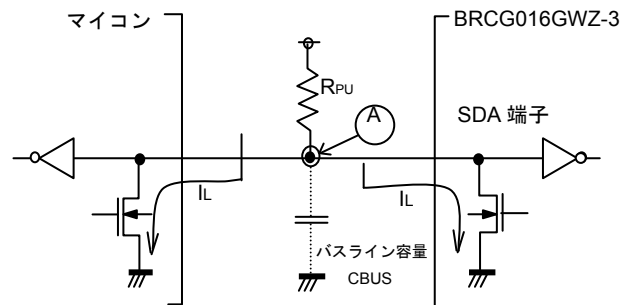 マイコン
BRCG016GWZ-3
RPU
A
SDA 端子
IL
IL
バスライン容量
CBUS